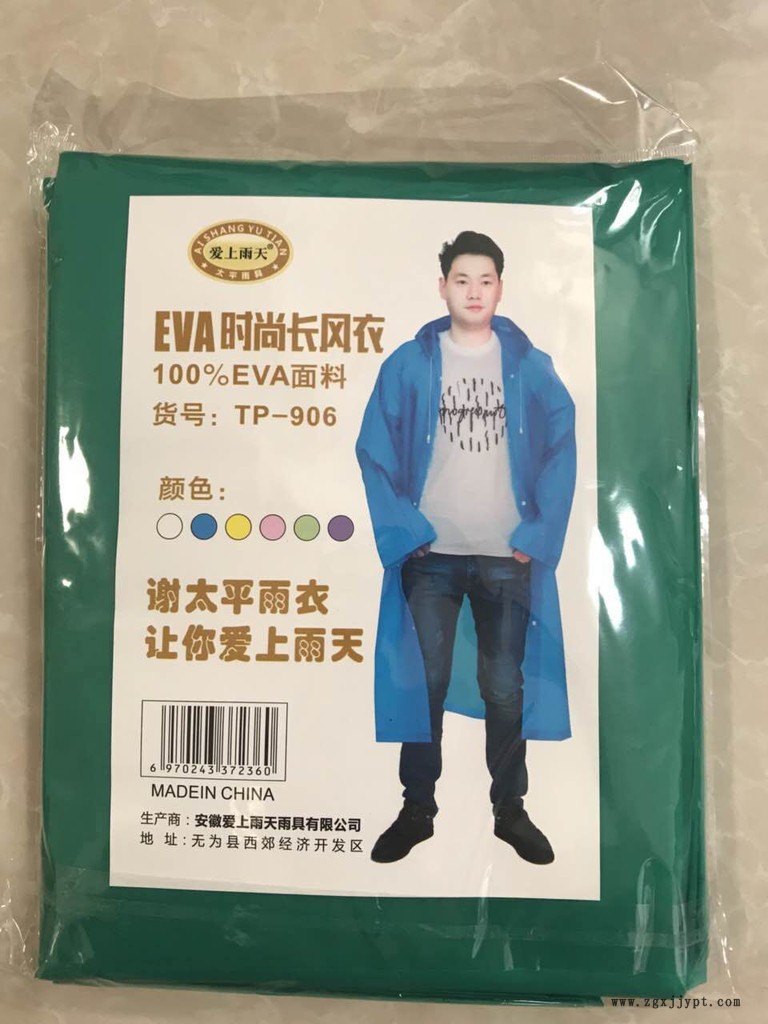 AI SHANG YU TIAN
爱上雨天®
★太平雨具★
EVA时尚长风衣
100%EVA面料
货号：TP-906
颜色：
谢太平雨衣
让你爱上雨天
6 970243 372360
MADEIN CHINA
生产商：安徽爱上雨天雨具有限公司
地 址：无为县西郊经济开发区
www.zgxjjypt.com